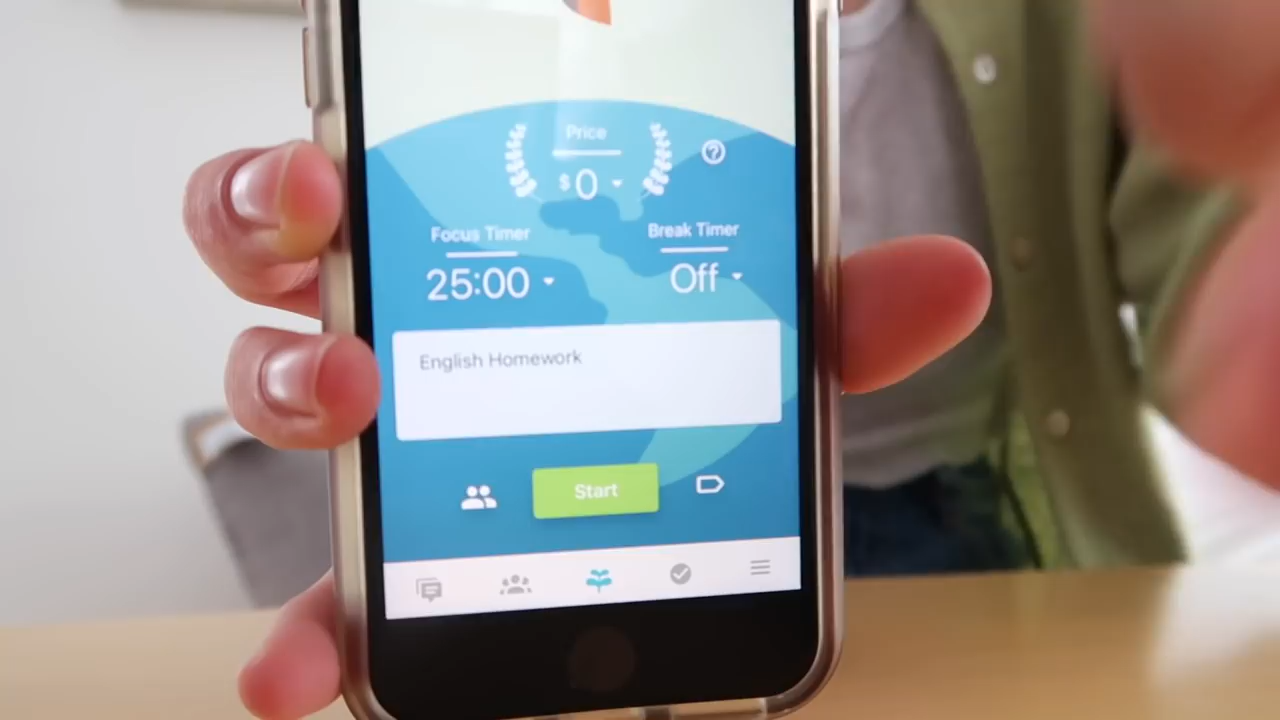 Price
$0
Focus Timer
Break Timer
25:00
Off
English Homework
Start